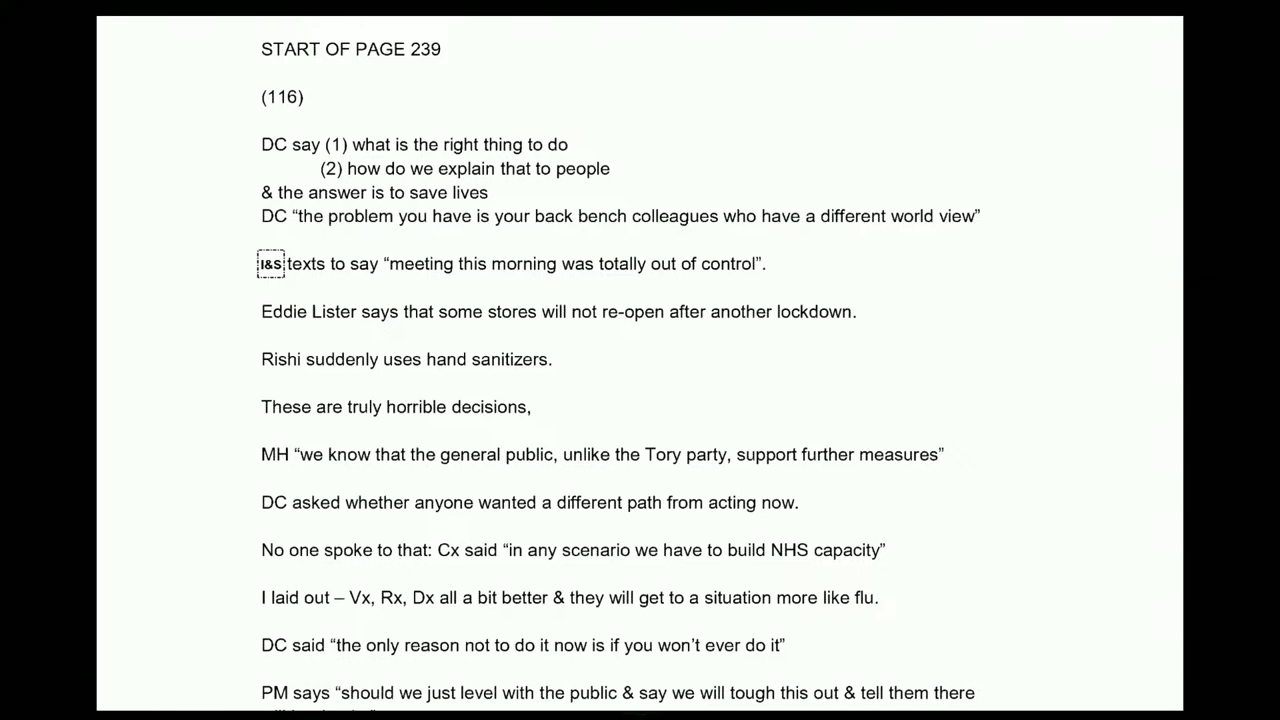 START OF PAGE 239
(116)
DC say (1) what is the right thing to do
(2) how do we explain that to people
& the answer is to save lives
DC “the problem you have is your back bench colleagues who have a different world view”
I&S texts to say “meeting this morning was totally out of control”.
Eddie Lister says that some stores will not re-open after another lockdown.
Rishi suddenly uses hand sanitizers.
These are truly horrible decisions,
MH “we know that the general public, unlike the Tory party, support further measures”
DC asked whether anyone wanted a different path from acting now.
No one spoke to that: Cx said “in any scenario we have to build NHS capacity”
I laid out – Vx, Rx, Dx all a bit better & they will get to a situation more like flu.
DC said “the only reason not to do it now is if you won’t ever do it”
PM says “should we just level with the public & say we will tough this out & tell them there